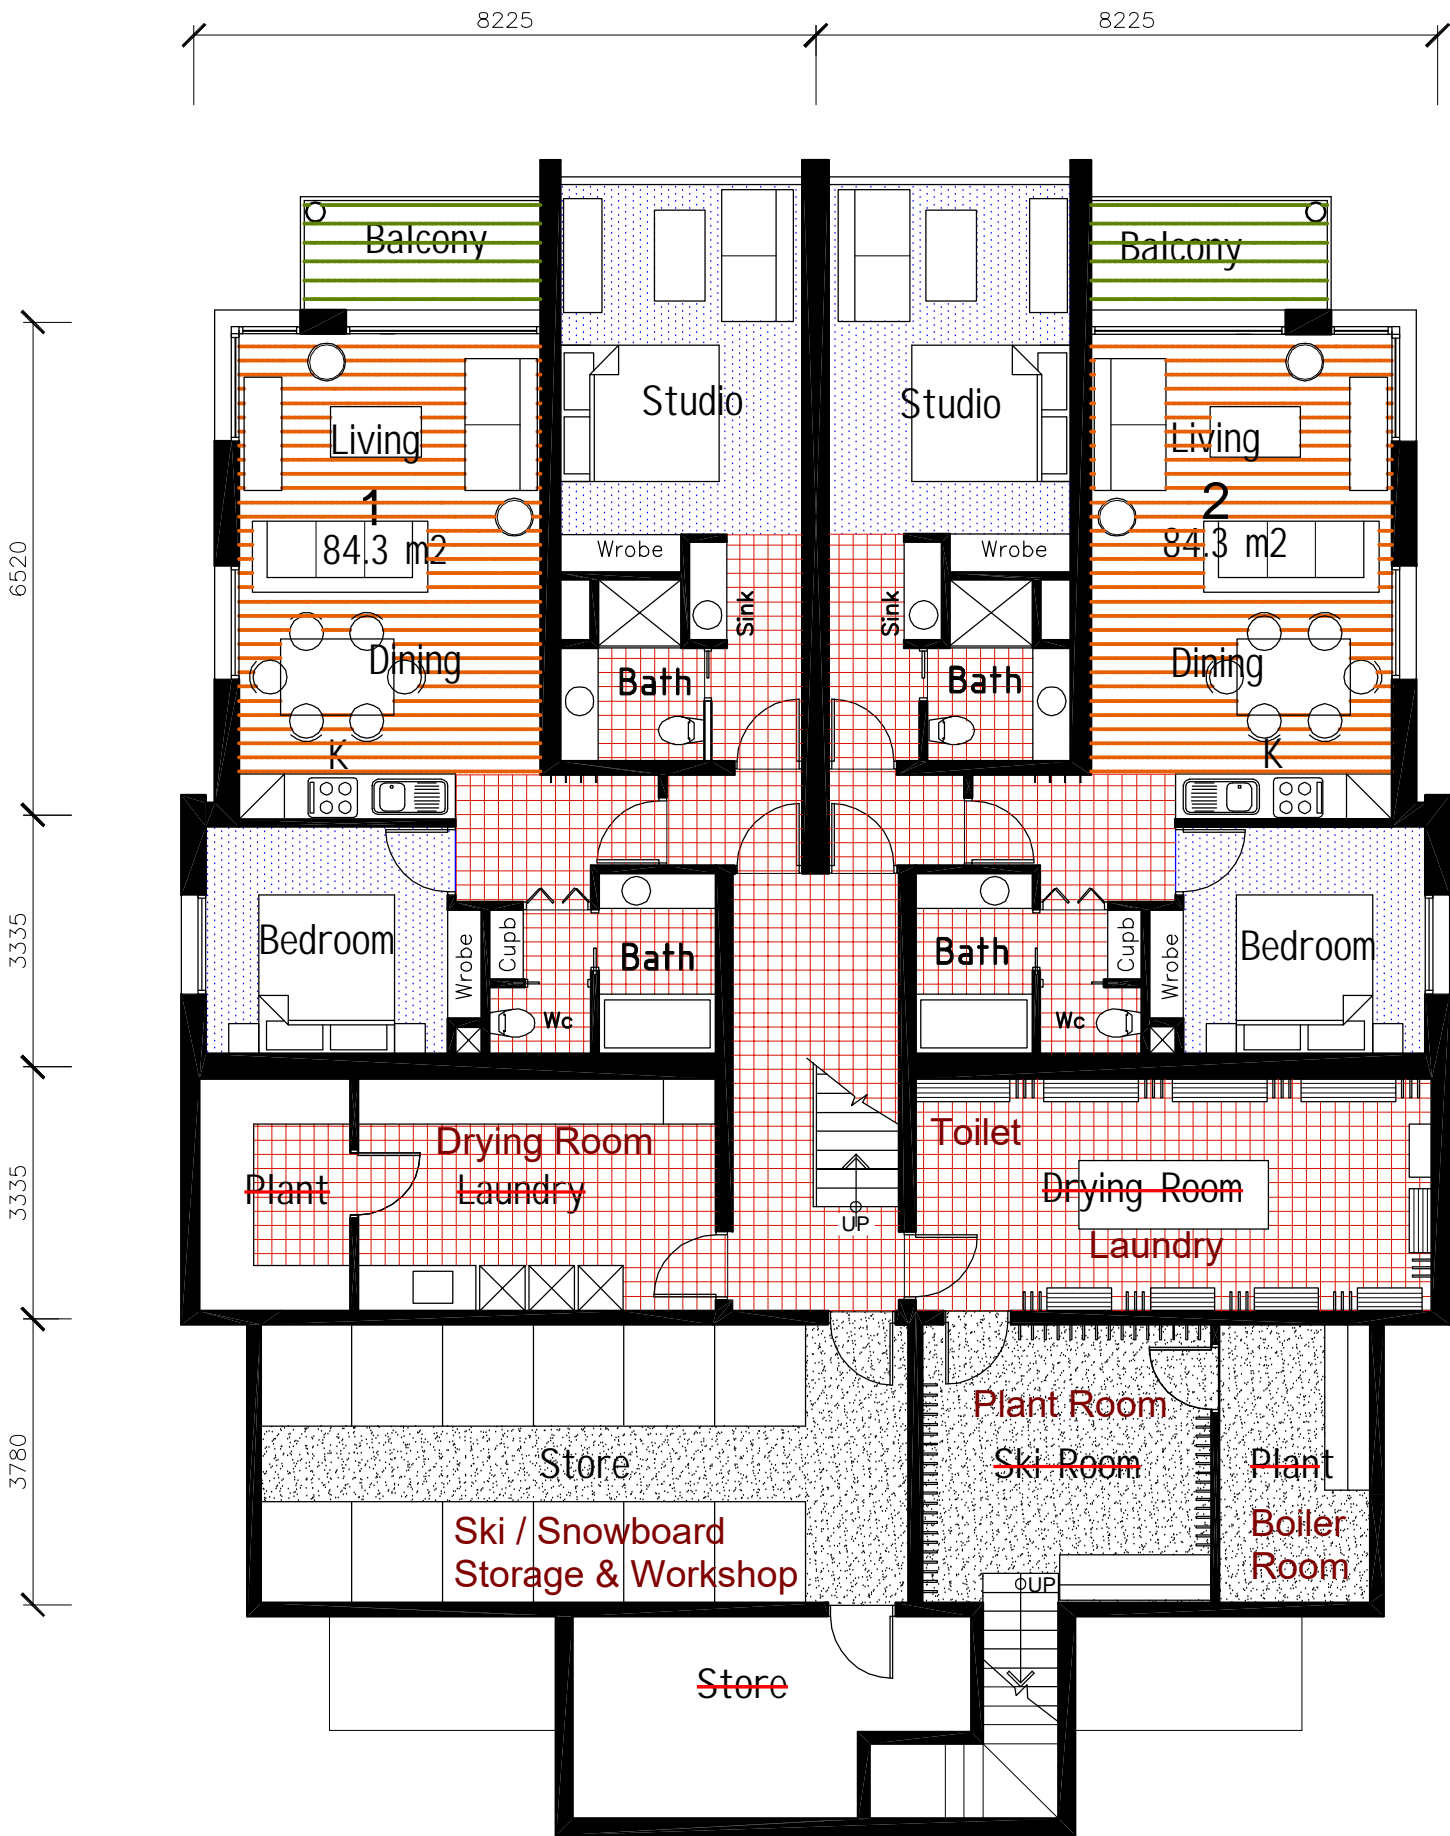 8225
8225
Balcony
Balcony
Studio
Studio
Living
Living
1
2
84.3 m2
84.3 m2
Wrobe
Wrobe
6520
Sink
Sink
Dining
Dining
Bath
Bath
K
K
Bedroom
Bedroom
3335
Wrobe
Cupb
Bath
Bath
Cupb
Wrobe
Wc
Wc
Drying Room
Toilet
Plant
Laundry
Drying Room
3335
UP
Laundry
Plant Room
3780
Store
Ski Room
Plant
Ski / Snowboard
Storage & Workshop
Boiler
Room
UP
Store